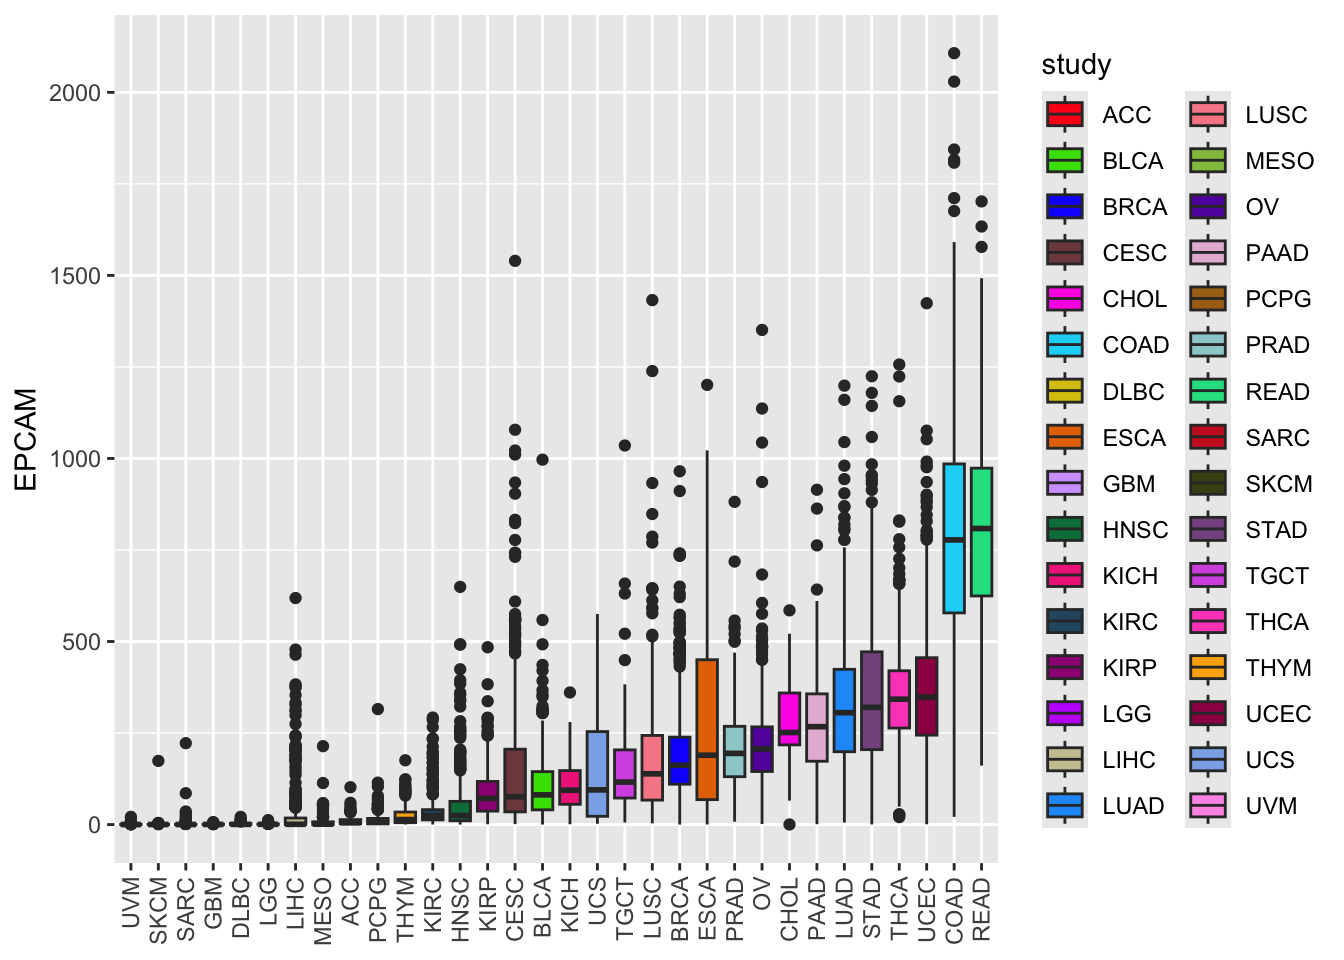 EPCAM
2000
1500
1000
500
0
UVM
SKCM
SARC
GBM
DLBC
LGG
LIHC
MESO
ACC
PCPG
THYM
KIRC
HNSC
KIRP
CESC
BLCA
KICH
UCS
TGCT
LUSC
BRCA
ESCA
PRAD
OV
CHOL
PAAD
LUAD
STAD
THCA
UCEC
COAD
READ
study
ACC
BLCA
BRCA
CESC
CHOL
COAD
DLBC
ESCA
GBM
HNSC
KICH
KIRC
KIRP
LGG
LIHC
LUAD
LUSC
MESO
OV
PAAD
PCPG
PRAD
READ
SARC
SKCM
STAD
TGCT
THCA
THYM
UCEC
UCS
UVM